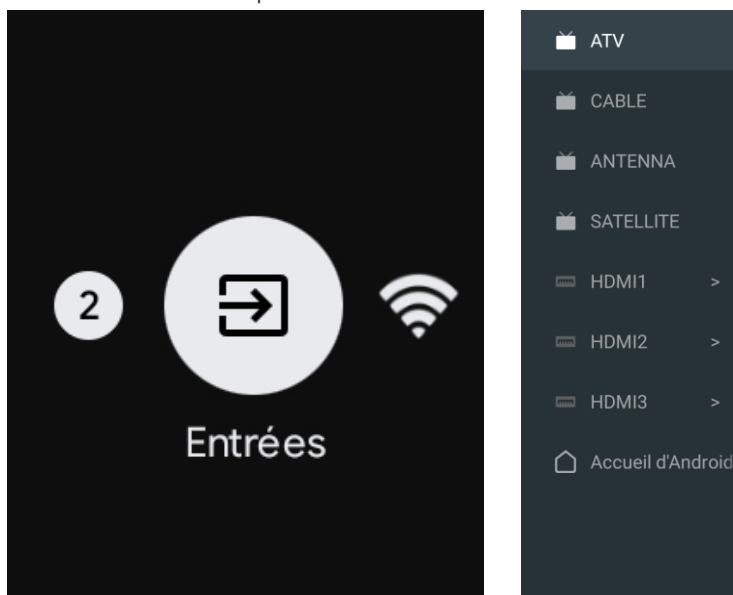 2
Entrées
ATV
CABLE
ANTENNA
SATELLITE
HDMI1 >
HDMI2 >
HDMI3 >
Accueil d'Android